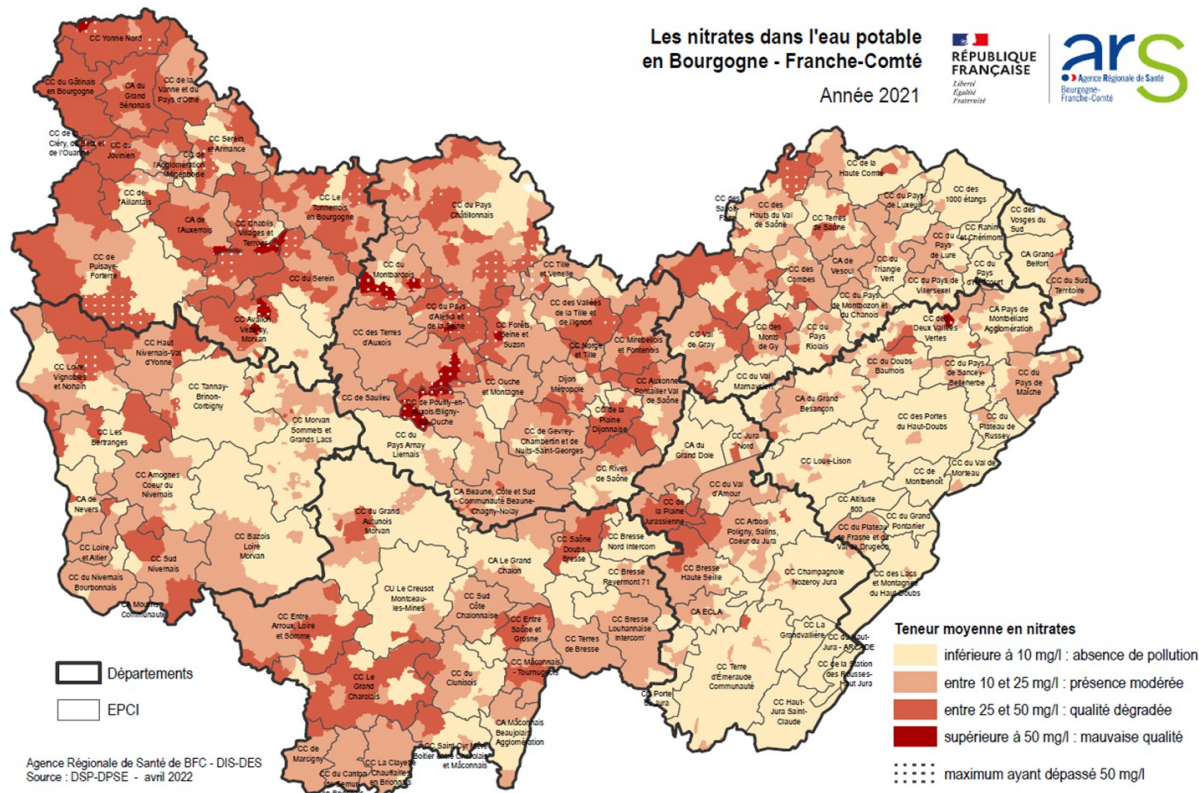 Les nitrates dans l'eau potable
en Bourgogne - Franche-Comté
Année 2021
RÉPUBLIQUE
FRANÇAISE
Liberté
Égalité
Fraternité
ars
Agence Régionale de Santé
Bourgogne-
Franche-Comté
CC Yonne Nord
CC du Gâtinais
en Bourgogne
CA du
Grand
Sénonais
CC de la
Vanne et du
Pays d'Othe
CC du
Jovinien
CC Serein
et Armance
CC de
l'Agglomération
Migennoise
CC de
l'Aillantais
CA de
l'Auxerrois
CC Chablis,
Villages et
Terroirs
CC Le
Tonnerrois
en Bourgogne
CC de
Puisaye-
Forterre
CC du Serein
CC Avallon,
Vézelay,
Morvan
CC du Pays
Châtillonnais
CC du
Montbardois
CC du Pays
d'Alésia et
de la Seine
CC Tille
et Venelle
CC des Vallées
de la Tille et
de l'Ignon
CC Forêts,
Seine et
Suzon
CC des Terres
d'Auxois
CC Norge
et Tille
CC Mirebellois
et Fontenois
CC Auxonne
Pontailler Val
de Saône
CC Ouche
et Montagne
Dijon
Métropole
CC de la
Plaine
Dijonnaise
CC de Saulieu
CC de Pouilly-en-
Auxois/Bligny-
Ouche
CC du
Pays Arnay
Liernais
CC de Gevrey-
Chambertin et de
Nuits-Saint-Georges
CC Rives
de Saône
CA Beaune, Côte et Sud
- Communauté Beaune-
Chagny-Nolay
CC Haut
Nivernais-Val
d'Yonne
CC Loire,
Vignobles
et Nohain
CC Tannay-
Brinon-
Corbigny
CC Morvan
Sommets et
Grands Lacs
CC Les
Bertranges
CC Amognes
Coeur du
Nivernais
CA de
Nevers
CC Loire
et Allier
CC Sud
Nivernais
CC Bazois
Loire
Morvan
CC du Nivernais
Bourbonnais
CA Moulins
Communauté
CC du Grand
Autunois
Morvan
CU Le Creusot
Montceau-
les-Mines
CA Le Grand
Chalon
CC Saône
Doubs
Bresse
CC Bresse
Nord Intercom
CC Bresse
Revermont 71
CC Sud
Côte
Chalonnaise
CC Entre
Saône et
Grosne
CC Terres
de Bresse
CC Bresse
Louhannaise
Intercom'
CC Entre
Arroux, Loire
et Somme
CC Le
Grand
Charolais
CC du
Clunisois
CC Mâconnais
- Tournugeois
CA Mâconnais
Beaujolais
Agglomération
CC de
Marcigny
CC du Canton
CC La Clayette
Chauffailles
en Brionnais
CC de la
Haute Comté
CC des
Hauts du Val
de Saône
CC Terres
de Saône
CC du Pays
de Luxeuil
CC des
1000 étangs
CC des
Vosges du
Sud
CC Rahin
et Chérimont
CC du
Pays
de Lure
CA Grand
Belfort
CC du Sud
Territoire
CC des
Combes
CA de
Vesoul
CC du
Triangle
Vert
CC du Pays de
Villersexel
CC du
Pays
d'Héricourt
CC du Pays
de Montbozon et
du Chanois
CC Val
de Gray
CC des
Monts
de Gy
CC du
Pays
Riolais
CC du Val
Marnaysien
CC des
Deux Vallées
Vertes
CA Pays de
Montbéliard
Agglomération
CC du Doubs
Baumois
CC du Pays
de Sancey-
Belleherbe
CC du
Pays de
Maîche
CA du Grand
Besançon
CC des Portes
du Haut-Doubs
CC du
Plateau de
Russey
CC Loue-Lison
CC du Val de
Morteau
CC de
Montbenoit
CC Altitude
800
CC du Grand
Pontarlier
CC du Plateau
de Frasne et du
Val de Drugeon
CC des Lacs
et Montagnes
du Haut-Doubs
CA du
Grand Dole
CC Jura
Nord
CC du Val
d'Amour
CC de
la Plaine
Jurassienne
CC Arbois,
Poligny, Salins,
Coeur du Jura
CC Bresse
Haute Seille
CC Champagnole
Nozeroy Jura
CA ECLA
CC La
Grandvallière
CC de la Station
des Rousses-
Haut Jura
CC Terre
d'Émeraude
Communauté
CC Haut-
Jura Saint-
Claude
CC Porte
Départements
EPCI
Agence Régionale de Santé de BFC - DIS-DES
Source : DSP-DPSE - avril 2022
Teneur moyenne en nitrates
inférieure à 10 mg/l : absence de pollution
entre 10 et 25 mg/l : présence modérée
entre 25 et 50 mg/l : qualité dégradée
supérieure à 50 mg/l : mauvaise qualité
maximum ayant dépassé 50 mg/l